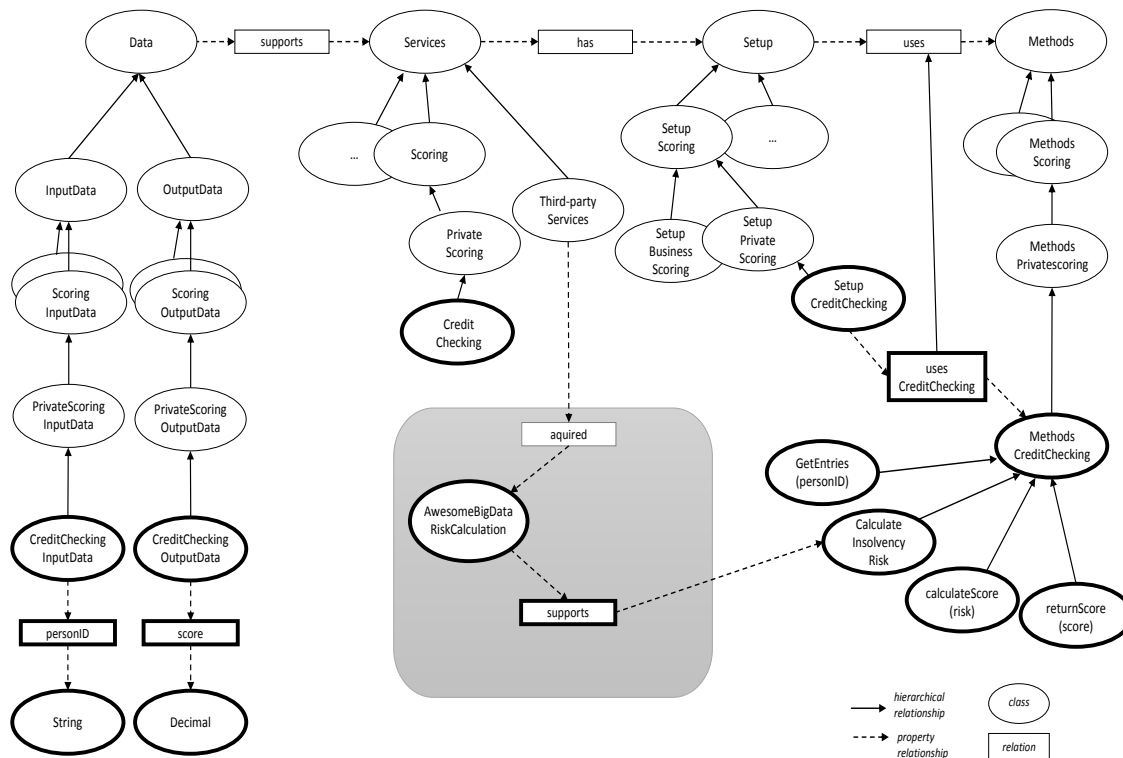 Data
supports
Services
has
Setup
uses
Methods
InputData
OutputData
...
Scoring
Third-party
Services
Setup
Scoring
...
Methods
Scoring
Private
Scoring
Setup
Business
Scoring
Setup
Private
Scoring
Methods
Privatescoring
Scoring
InputData
Scoring
OutputData
Credit
Checking
Setup
CreditChecking
uses
CreditChecking
PrivateScoring
InputData
PrivateScoring
OutputData
aquired
Methods
CreditChecking
GetEntries
(personID)
AwesomeBigData
RiskCalculation
Calculate
Insolvency
Risk
CreditChecking
InputData
CreditChecking
OutputData
supports
calculateScore
(risk)
returnScore
(score)
personID
score
String
Decimal
hierarchical
relationship
class
property
relationship
relation